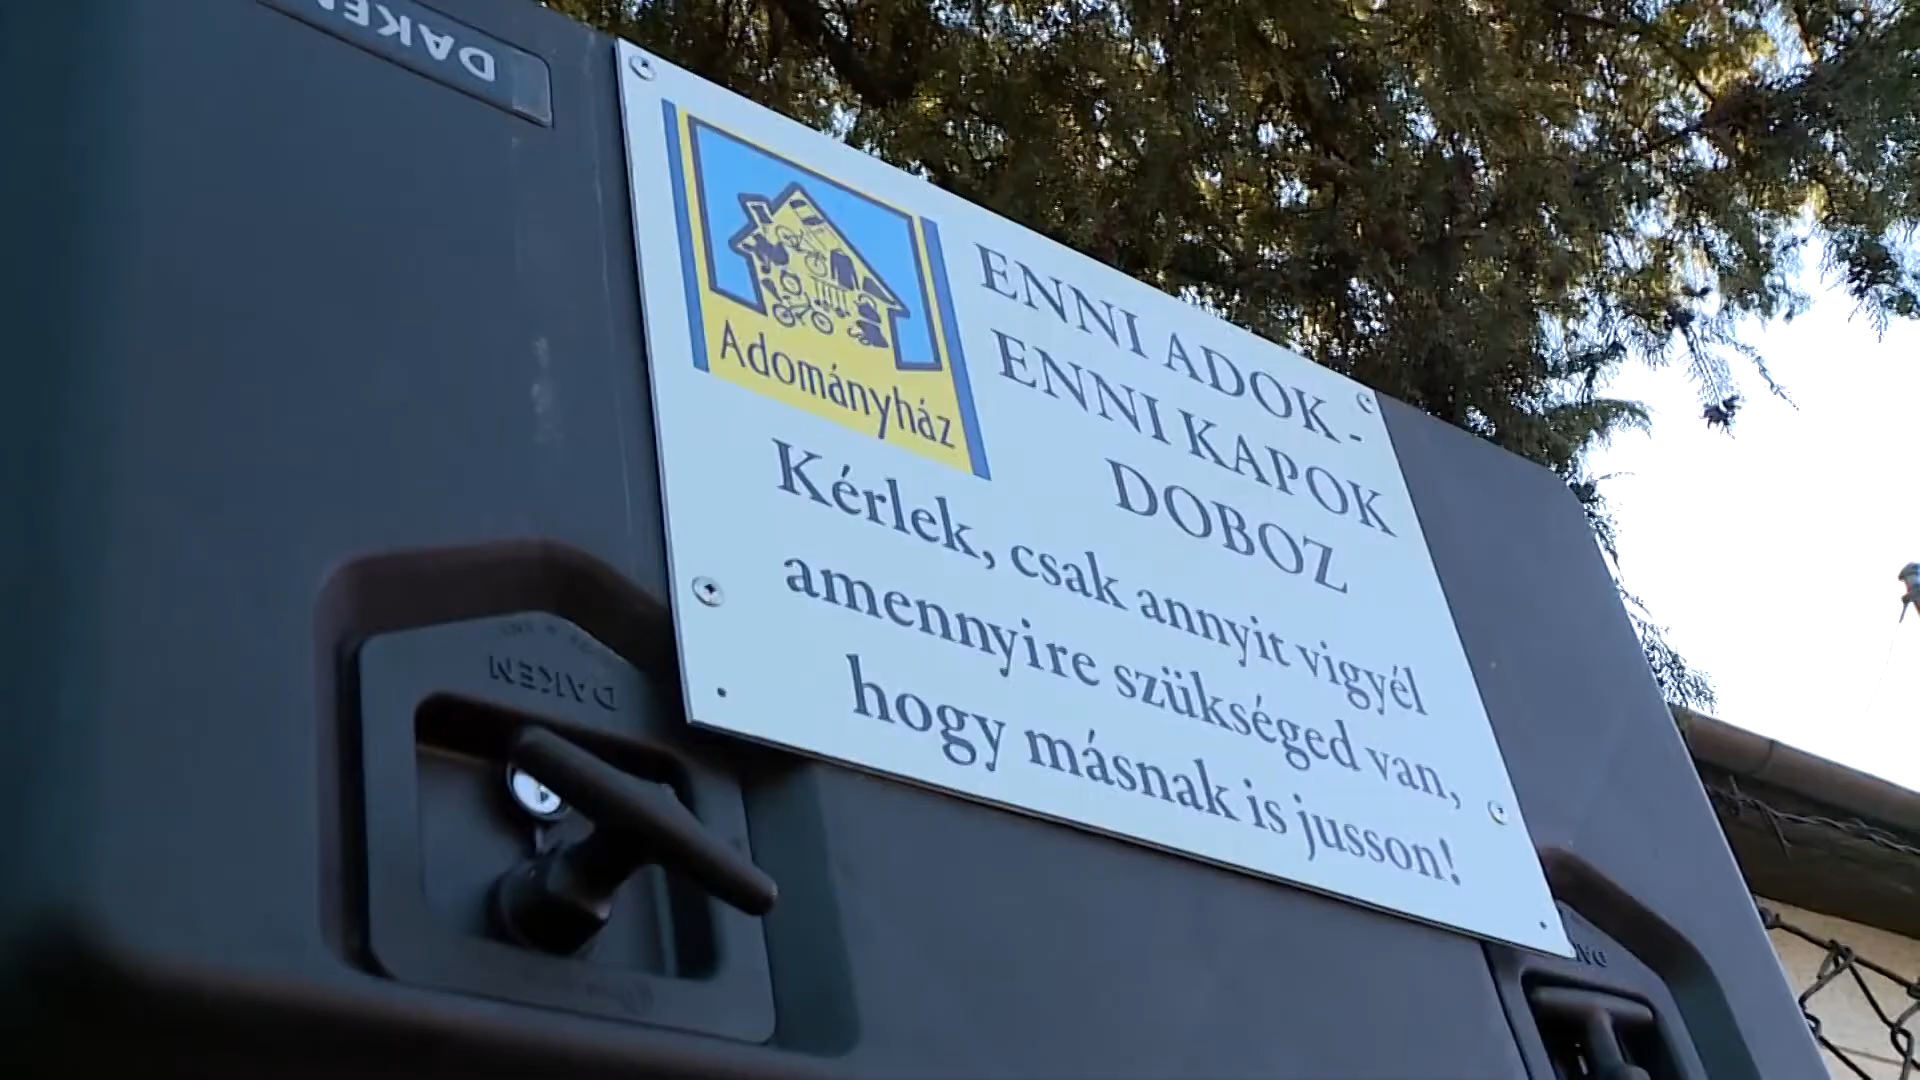 DAKEN
Adományház
ENNI ADOK -
ENNI KAPOK
DOBOZ
Kérlek, csak annyit vigyél
amennyire szükséged van,
hogy másnak is jusson!
DAKEN